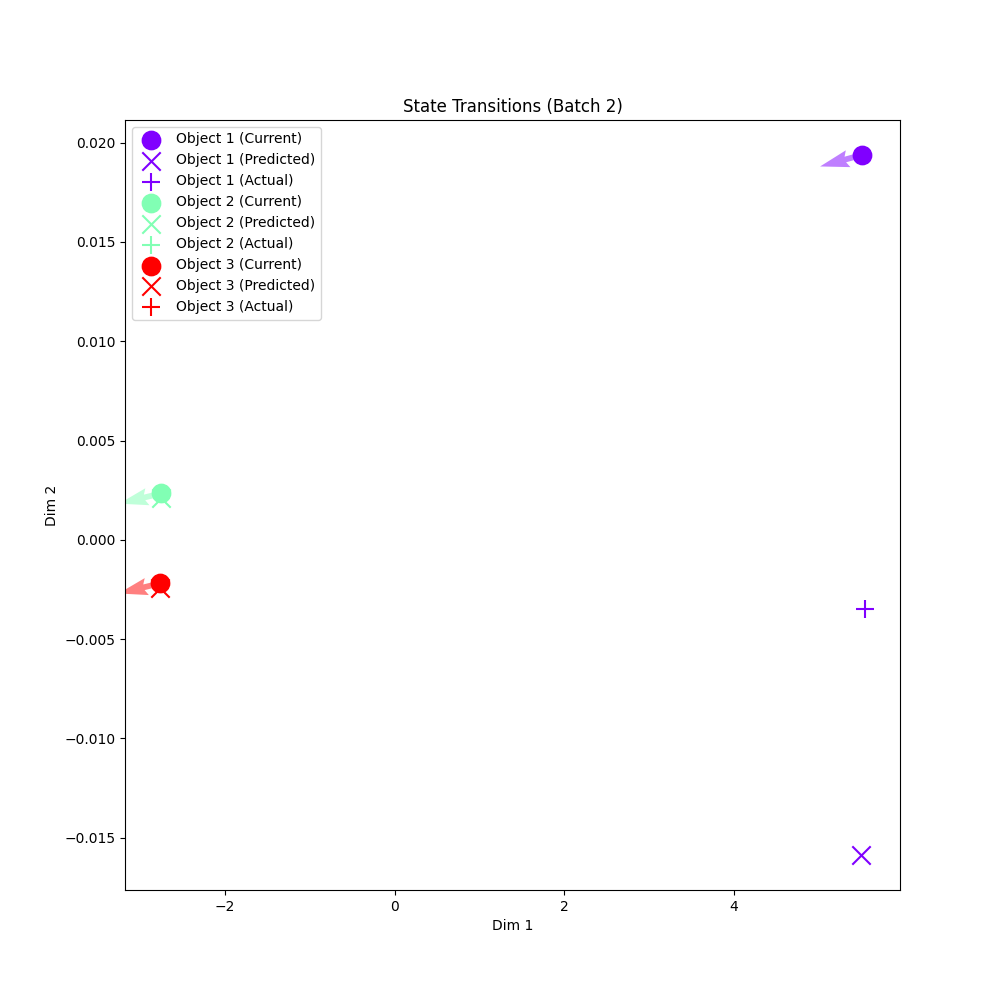 State Transitions (Batch 2)
Object 1 (Current)
Object 1 (Predicted)
Object 1 (Actual)
Object 2 (Current)
Object 2 (Predicted)
Object 2 (Actual)
Object 3 (Current)
Object 3 (Predicted)
Object 3 (Actual)
0.020
0.015
0.010
0.005
0.000
−0.005
−0.010
−0.015
Dim 2
−2
0
2
4
Dim 1